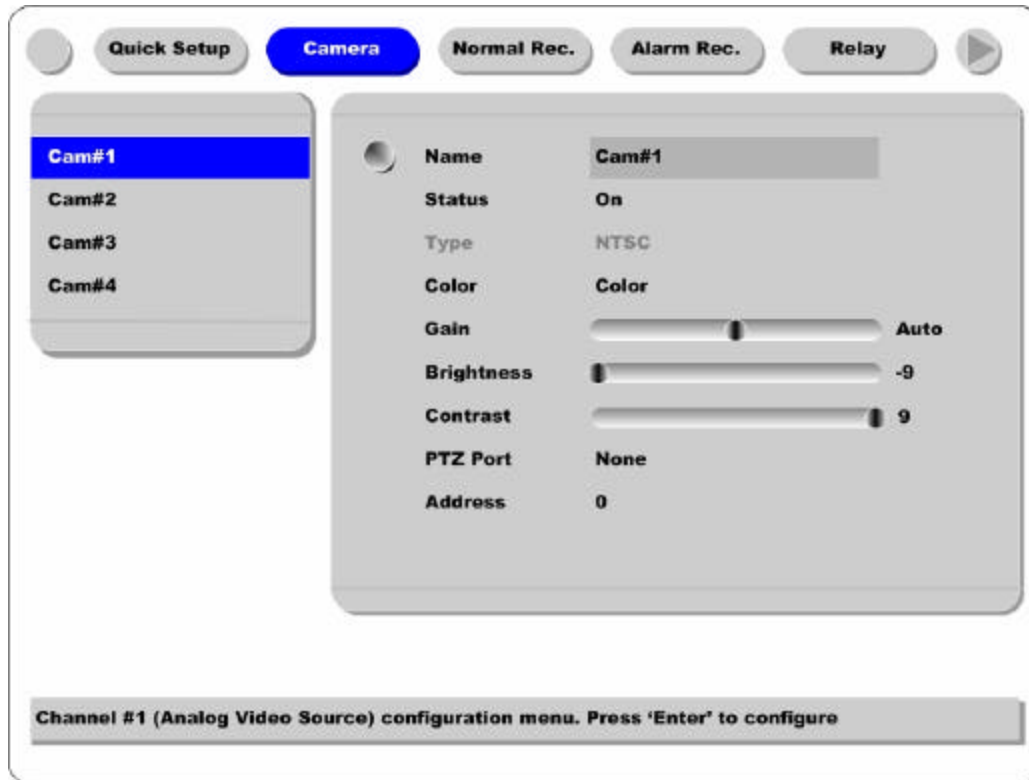 Quick Setup Camera Normal Rec. Alarm Rec. Relay
Cam#1
Cam#2
Cam#3
Cam#4
Name Cam#1
Status On
Type NTSC
Color Color
Gain Auto
Brightness -9
Contrast 9
PTZ Port None
Address 0
Channel #1 (Analog Video Source) configuration menu. Press ‘Enter’ to configure